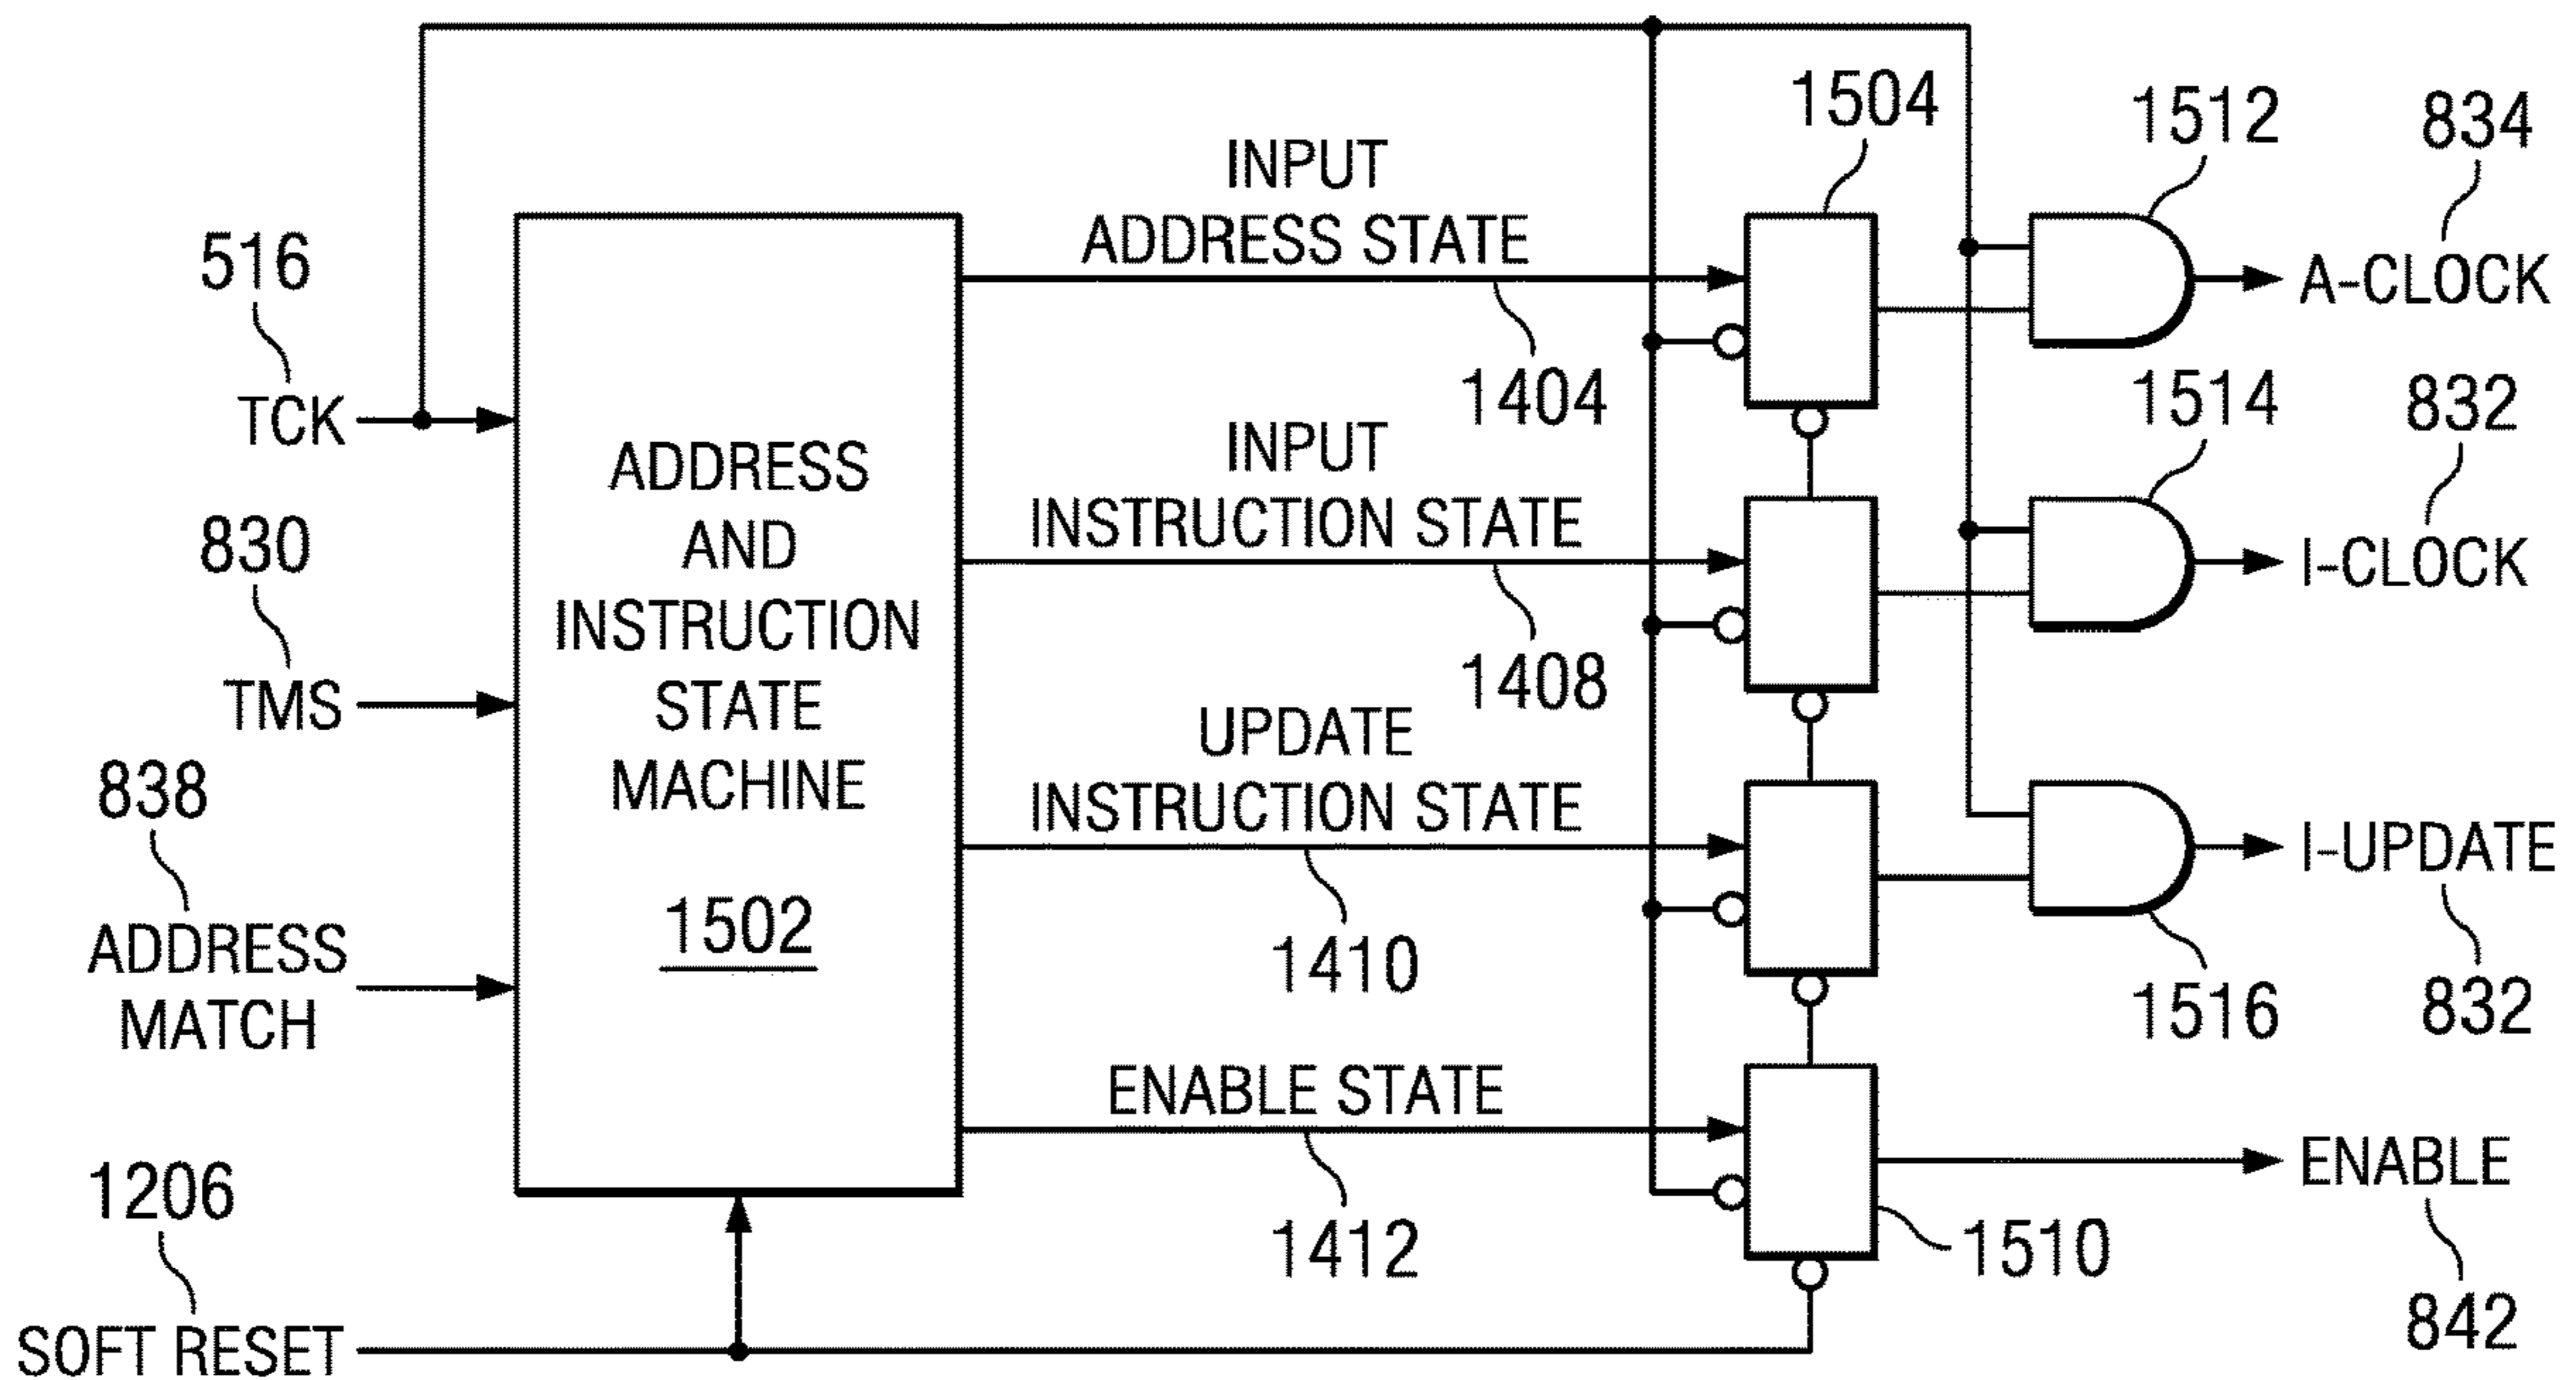 1504
1512
834
INPUT
ADDRESS STATE
A-CLOCK
516
TCK
1404
1514
832
INPUT
INSTRUCTION STATE
I-CLOCK
ADDRESS
AND
INSTRUCTION
STATE
MACHINE
1502
830
TMS
1408
UPDATE
INSTRUCTION STATE
I-UPDATE
838
ADDRESS
MATCH
1410
1516
832
ENABLE STATE
ENABLE
1206
1412
1510
842
SOFT RESET